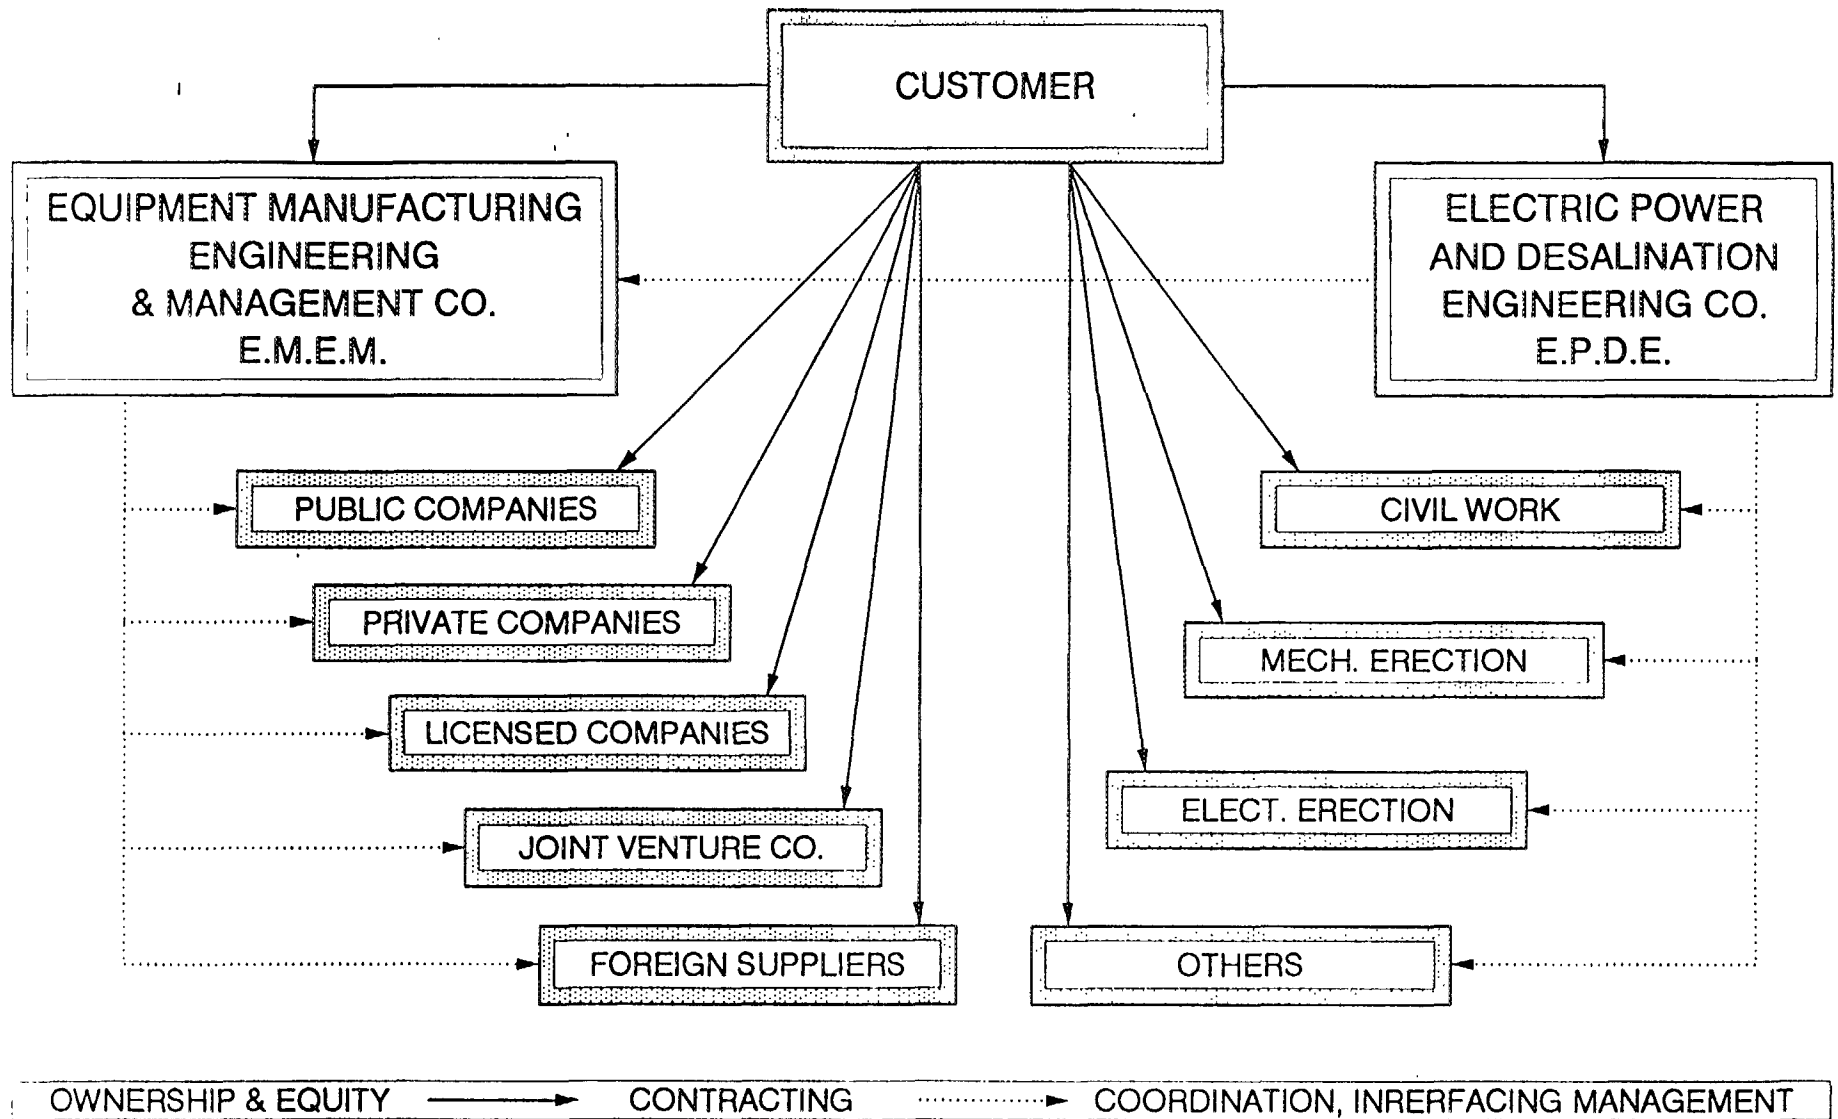 CUSTOMER
EQUIPMENT MANUFACTURING
ENGINEERING
& MANAGEMENT CO.
E.M.E.M.
ELECTRIC POWER
AND DESALINATION
ENGINEERING CO.
E.P.D.E.
PUBLIC COMPANIES
PRIVATE COMPANIES
LICENSED COMPANIES
JOINT VENTURE CO.
FOREIGN SUPPLIERS
CIVIL WORK
MECH. ERECTION
ELECT. ERECTION
OTHERS
OWNERSHIP & EQUITY CONTRACTING COORDINATION, INRERFACING MANAGEMENT